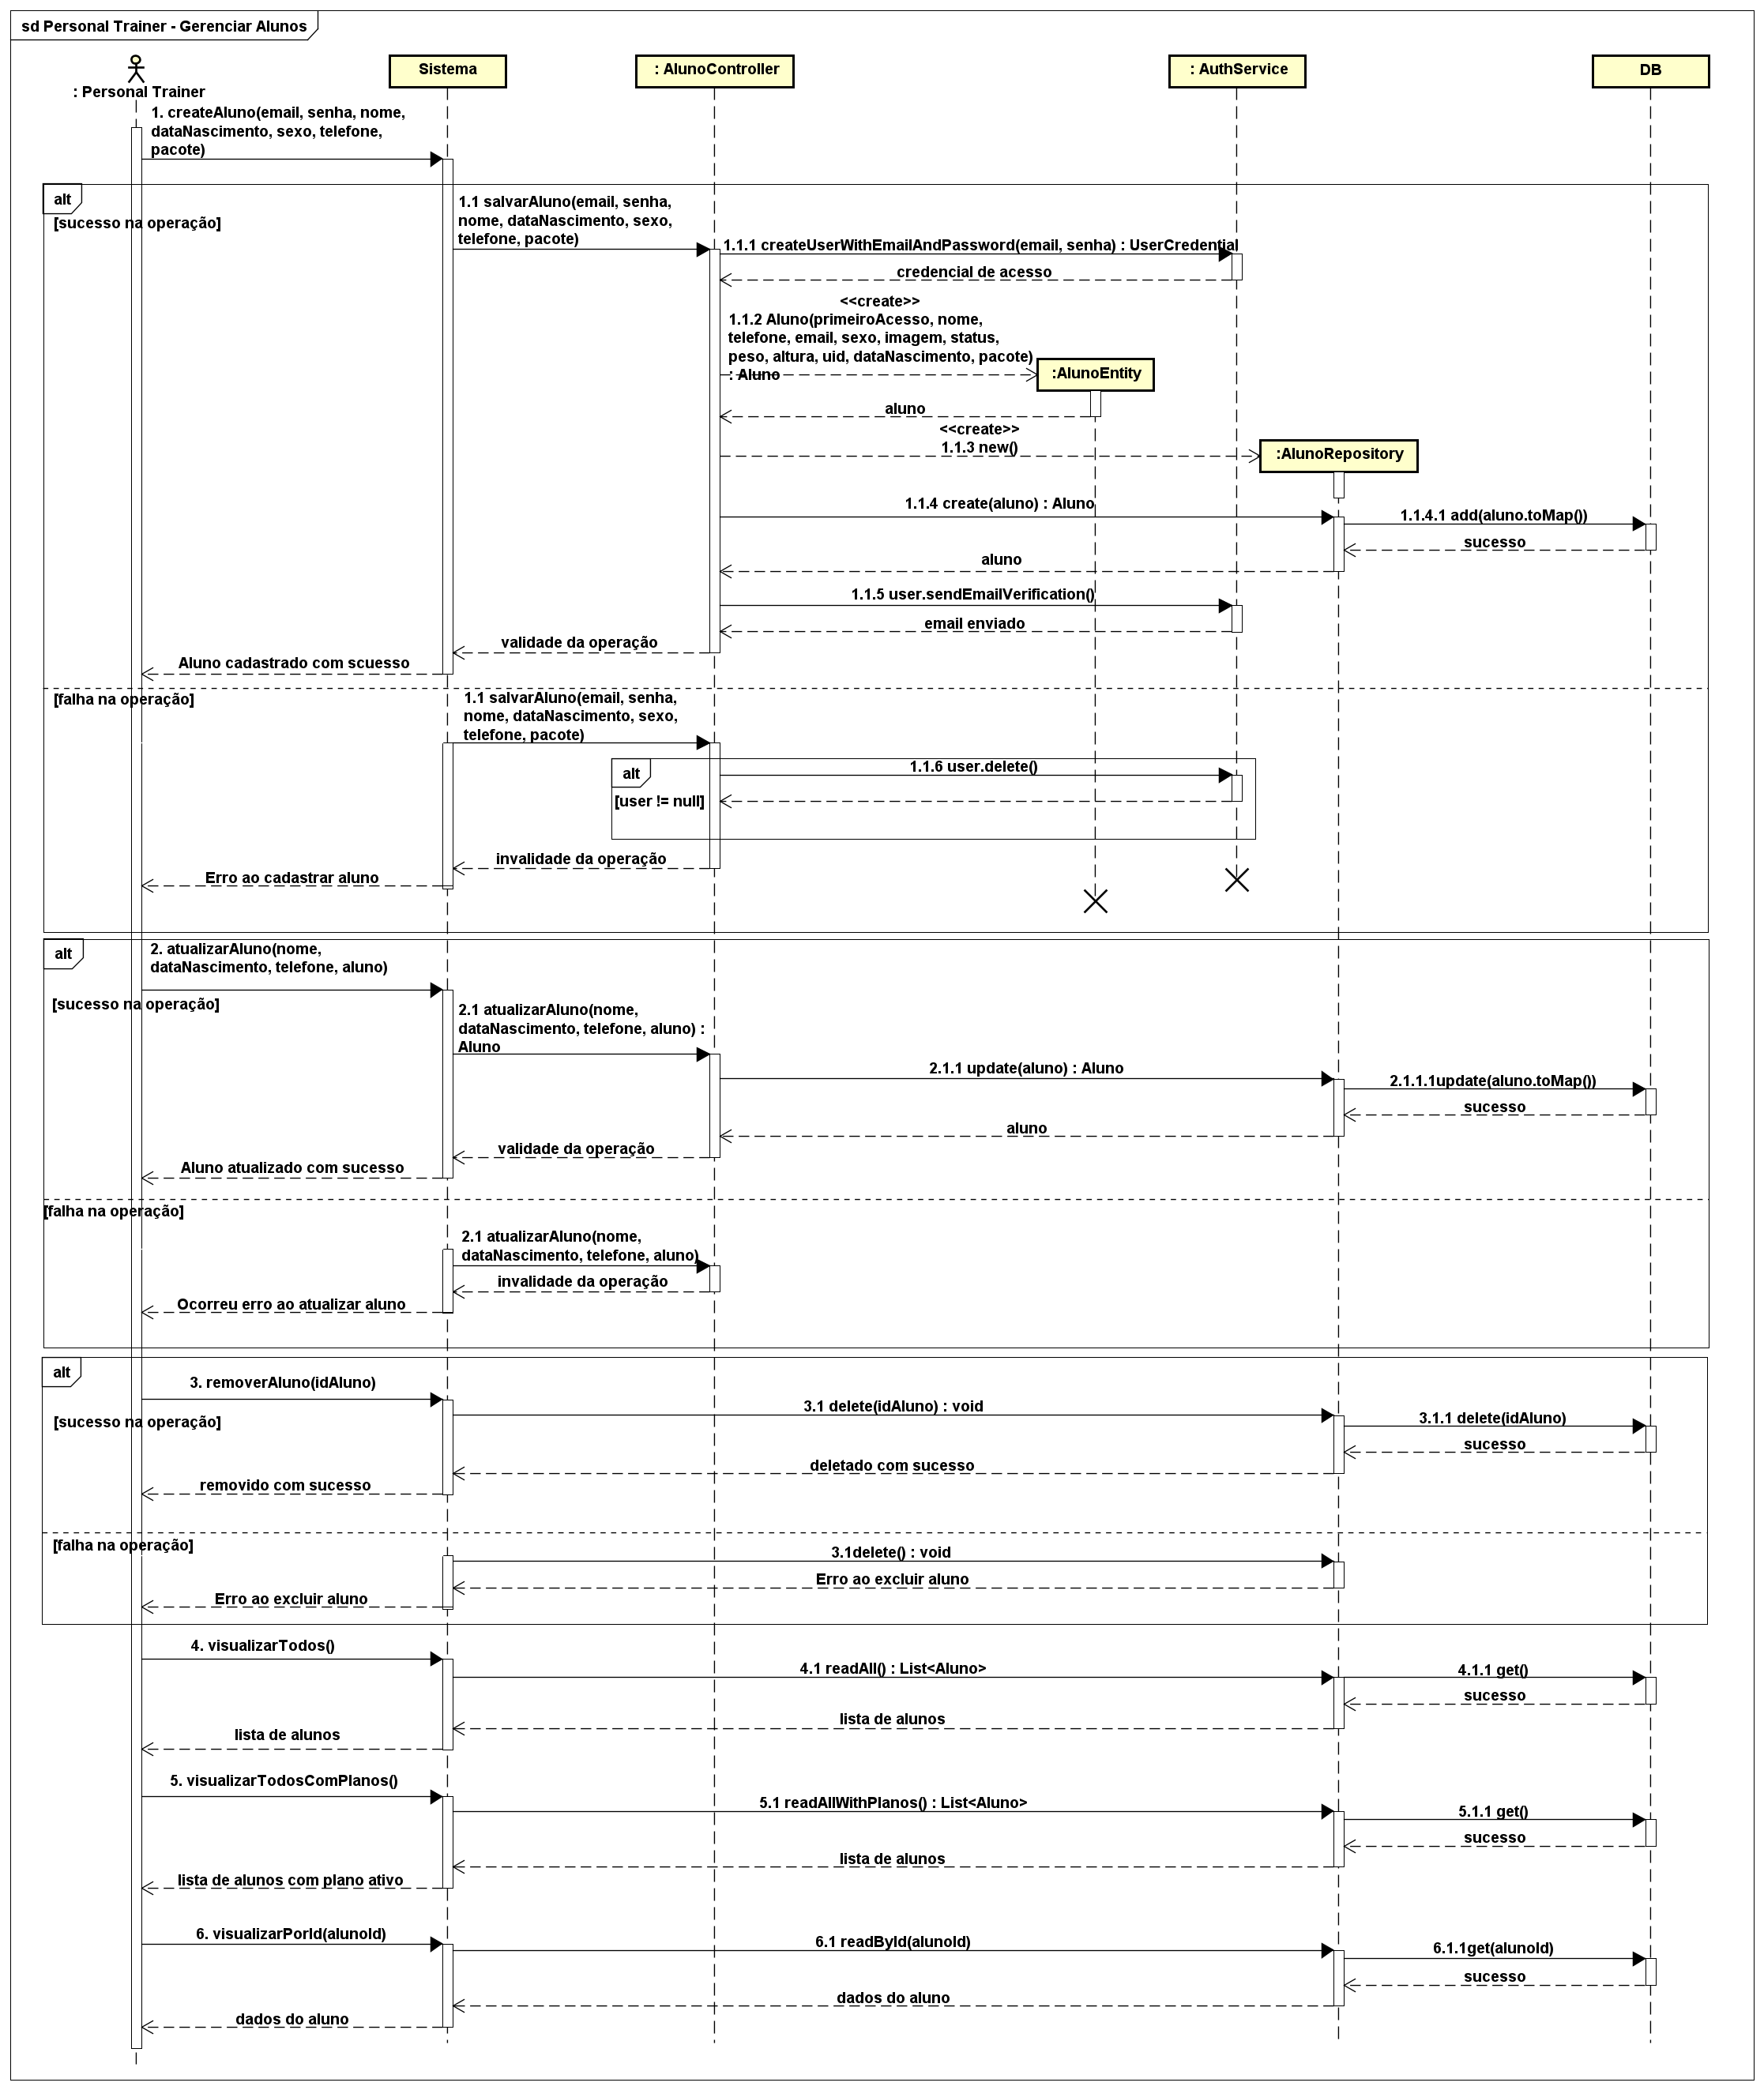 sd Personal Trainer - Gerenciar Alunos
: Personal Trainer
Sistema
: AlunoController
: AuthService
DB
1. createAluno(email, senha, nome,
dataNascimento, sexo, telefone,
pacote)
alt
[sucesso na operação]
1.1 salvarAluno(email, senha,
nome, dataNascimento, sexo,
telefone, pacote)
1.1.1 createUserWithEmailAndPassword(email, senha) : UserCredential
credencial de acesso
<<create>>
1.1.2 Aluno(primeiroAcesso, nome,
telefone, email, sexo, imagem, status,
peso, altura, uid, dataNascimento, pacote)
: Aluno
:AlunoEntity
aluno
<<create>>
1.1.3 new()
:AlunoRepository
1.1.4 create(aluno) : Aluno
1.1.4.1 add(aluno.toMap())
sucesso
aluno
1.1.5 user.sendEmailVerification()
email enviado
validade da operação
Aluno cadastrado com scuesso
[falha na operação]
1.1 salvarAluno(email, senha,
nome, dataNascimento, sexo,
telefone, pacote)
alt
1.1.6 user.delete()
[user != null]
invalidade da operação
Erro ao cadastrar aluno
alt
2. atualizarAluno(nome,
dataNascimento, telefone, aluno)
[sucesso na operação]
2.1 atualizarAluno(nome,
dataNascimento, telefone, aluno) :
Aluno
2.1.1 update(aluno) : Aluno
2.1.1.1update(aluno.toMap())
sucesso
aluno
validade da operação
Aluno atualizado com sucesso
[falha na operação]
2.1 atualizarAluno(nome,
dataNascimento, telefone, aluno)
invalidade da operação
Ocorreu erro ao atualizar aluno
alt
3. removerAluno(idAluno)
[sucesso na operação]
3.1 delete(idAluno) : void
3.1.1 delete(idAluno)
sucesso
deletado com sucesso
removido com sucesso
[falha na operação]
3.1delete() : void
Erro ao excluir aluno
Erro ao excluir aluno
4. visualizarTodos()
4.1 readAll() : List<Aluno>
4.1.1 get()
sucesso
lista de alunos
lista de alunos
5. visualizarTodosComPlanos()
5.1 readAllWithPlanos() : List<Aluno>
5.1.1 get()
sucesso
lista de alunos
lista de alunos com plano ativo
6. visualizarPorId(alunoId)
6.1 readById(alunoId)
6.1.1get(alunoId)
sucesso
dados do aluno
dados do aluno